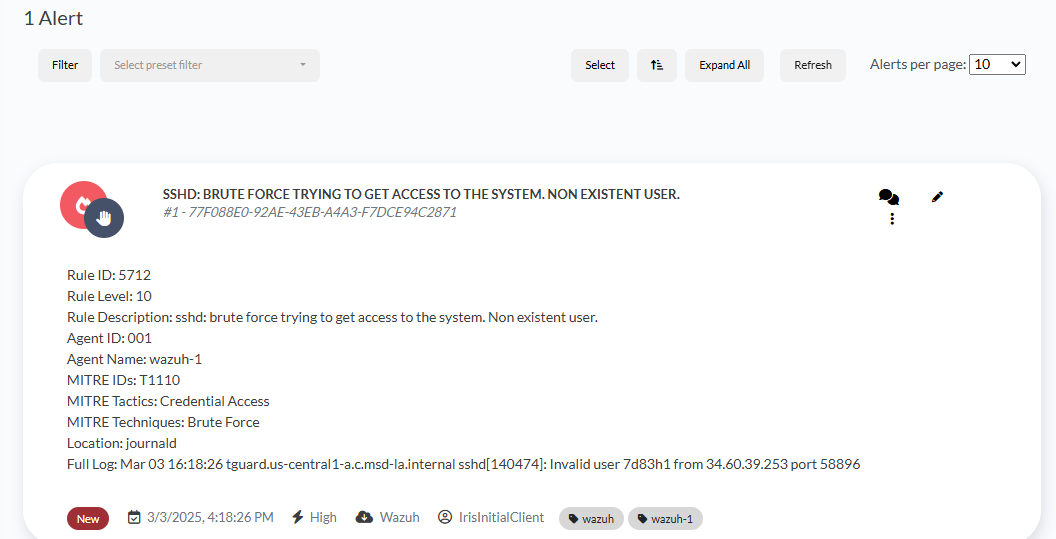 1 Alert
Filter Select preset filter Select Expand All Refresh Alerts per page: 10
SSHD: BRUTE FORCE TRYING TO GET ACCESS TO THE SYSTEM. NON EXISTENT USER.
#1 - 77F088E0-92AE-43EB-A4A3-F7DCE94C2871
Rule ID: 5712
Rule Level: 10
Rule Description: sshd: brute force trying to get access to the system. Non existent user.
Agent ID: 001
Agent Name: wazuh-1
MITRE IDs: T1110
MITRE Tactics: Credential Access
MITRE Techniques: Brute Force
Location: journald
Full Log: Mar 03 16:18:26 tguard.us-central1-a.c.msd-la.internal sshd[140474]: Invalid user 7d83h1 from 34.60.39.253 port 58896
New 3/3/2025, 4:18:26 PM High Wazuh IrisInitialClient wazuh wazuh-1